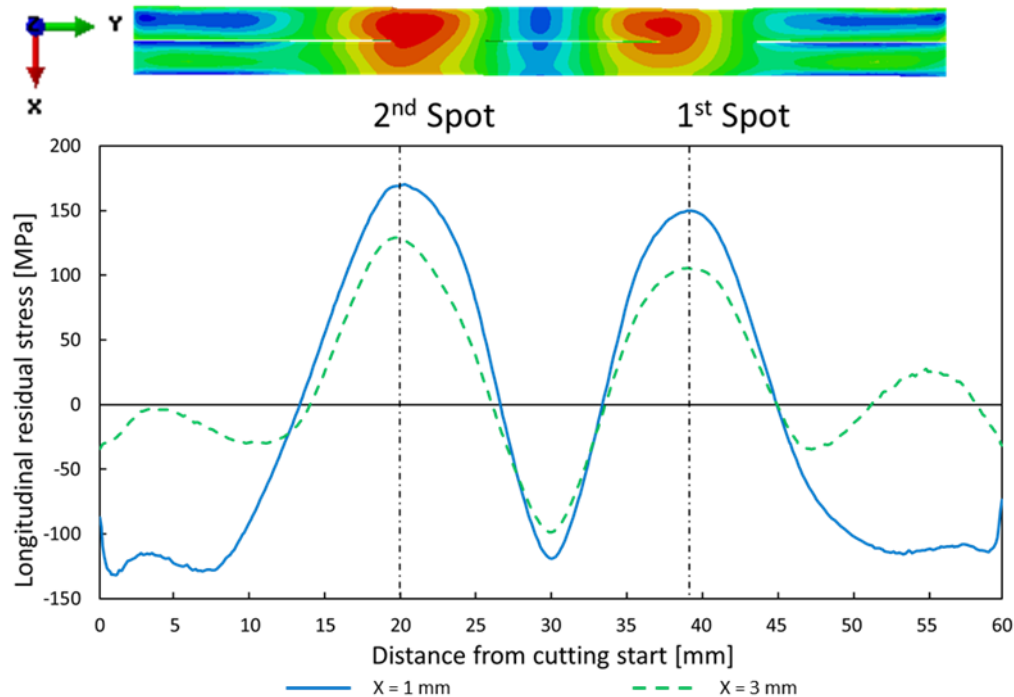 Z Y
X
2nd Spot 1st Spot
200
150
100
50
0
-50
-100
-150
Longitudinal residual stress [MPa]
0 5 10 15 20 25 30 35 40 45 50 55 60
Distance from cutting start [mm]
X = 1 mm X = 3 mm